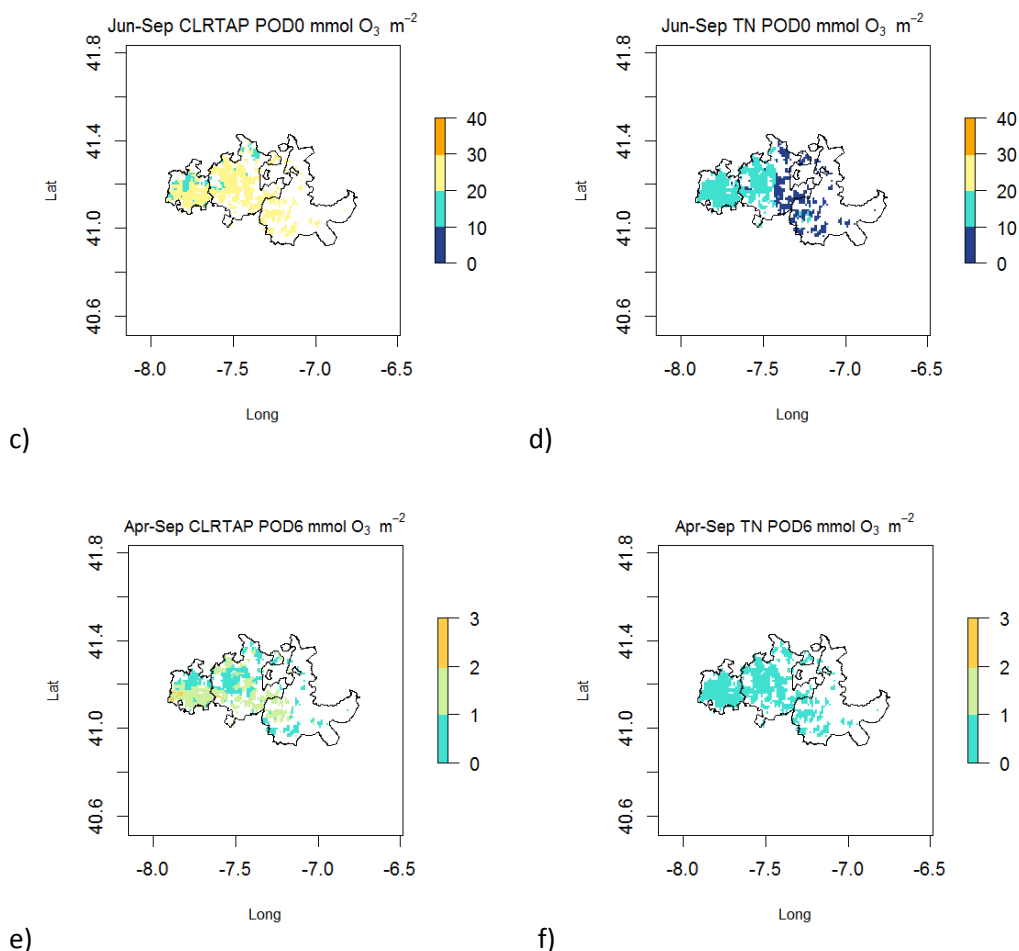 Jun-Sep CLRTAP POD0 mmol O₃ m⁻²
41.8
41.4
41.0
40.6
Lat
-8.0 -7.5 -7.0 -6.5
Long
40
30
20
10
0
c)
Jun-Sep TN POD0 mmol O₃ m⁻²
41.8
41.4
41.0
40.6
Lat
-8.0 -7.5 -7.0 -6.5
Long
40
30
20
10
0
d)
Apr-Sep CLRTAP POD6 mmol O₃ m⁻²
41.8
41.4
41.0
40.6
Lat
-8.0 -7.5 -7.0 -6.5
Long
3
2
1
0
e)
Apr-Sep TN POD6 mmol O₃ m⁻²
41.8
41.4
41.0
40.6
Lat
-8.0 -7.5 -7.0 -6.5
Long
3
2
1
0
f)